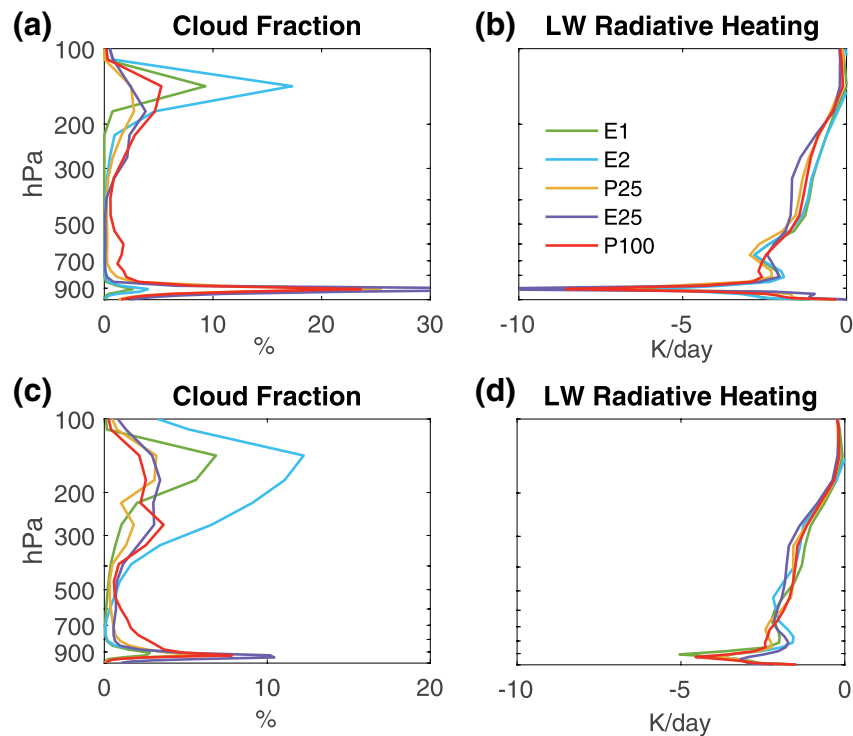 (a) Cloud Fraction
(b) LW Radiative Heating
100
200
300
500
700
900
hPa
0 10 20 30
%
E1
E2
P25
E25
P100
-10 -5 0
K/day
(c) Cloud Fraction
(d) LW Radiative Heating
100
200
300
500
700
900
hPa
0 10 20
%
-10 -5 0
K/day